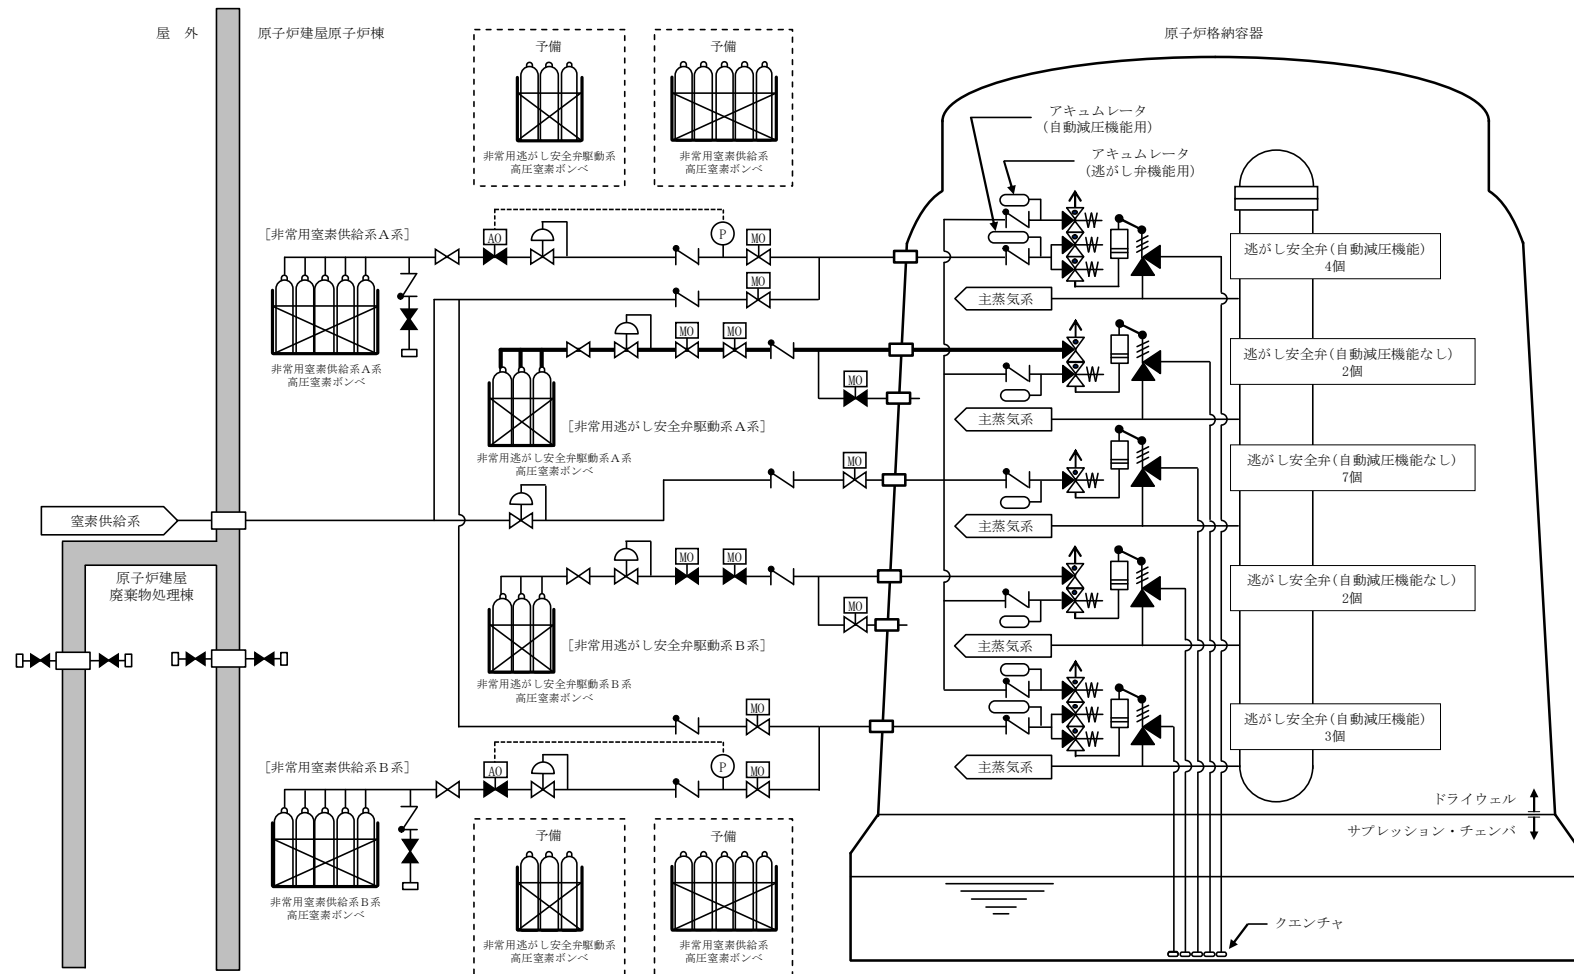 屋　外
原子炉建屋原子炉棟
予備
予備
原子炉格納容器
非常用逃がし安全弁駆動系
高圧窒素ボンベ
非常用窒素供給系
高圧窒素ボンベ
アキュムレータ
(自動減圧機能用)
アキュムレータ
(逃がし弁機能用)
[非常用窒素供給系A系]
AO
P
MO
逃がし安全弁(自動減圧機能)
4個
MO
主蒸気系
非常用窒素供給系A系
高圧窒素ボンベ
MO
MO
逃がし安全弁(自動減圧機能なし)
2個
MO
主蒸気系
[非常用逃がし安全弁駆動系A系]
非常用逃がし安全弁駆動系A系
高圧窒素ボンベ
MO
逃がし安全弁(自動減圧機能なし)
7個
窒素供給系
主蒸気系
原子炉建屋
廃棄物処理棟
MO
MO
逃がし安全弁(自動減圧機能なし)
2個
MO
主蒸気系
[非常用逃がし安全弁駆動系B系]
非常用逃がし安全弁駆動系B系
高圧窒素ボンベ
MO
逃がし安全弁(自動減圧機能)
3個
主蒸気系
[非常用窒素供給系B系]
AO
P
MO
ドライウェル
サプレッション・チェンバ
非常用窒素供給系B系
高圧窒素ボンベ
予備
予備
非常用逃がし安全弁駆動系
高圧窒素ボンベ
非常用窒素供給系
高圧窒素ボンベ
クエンチャ